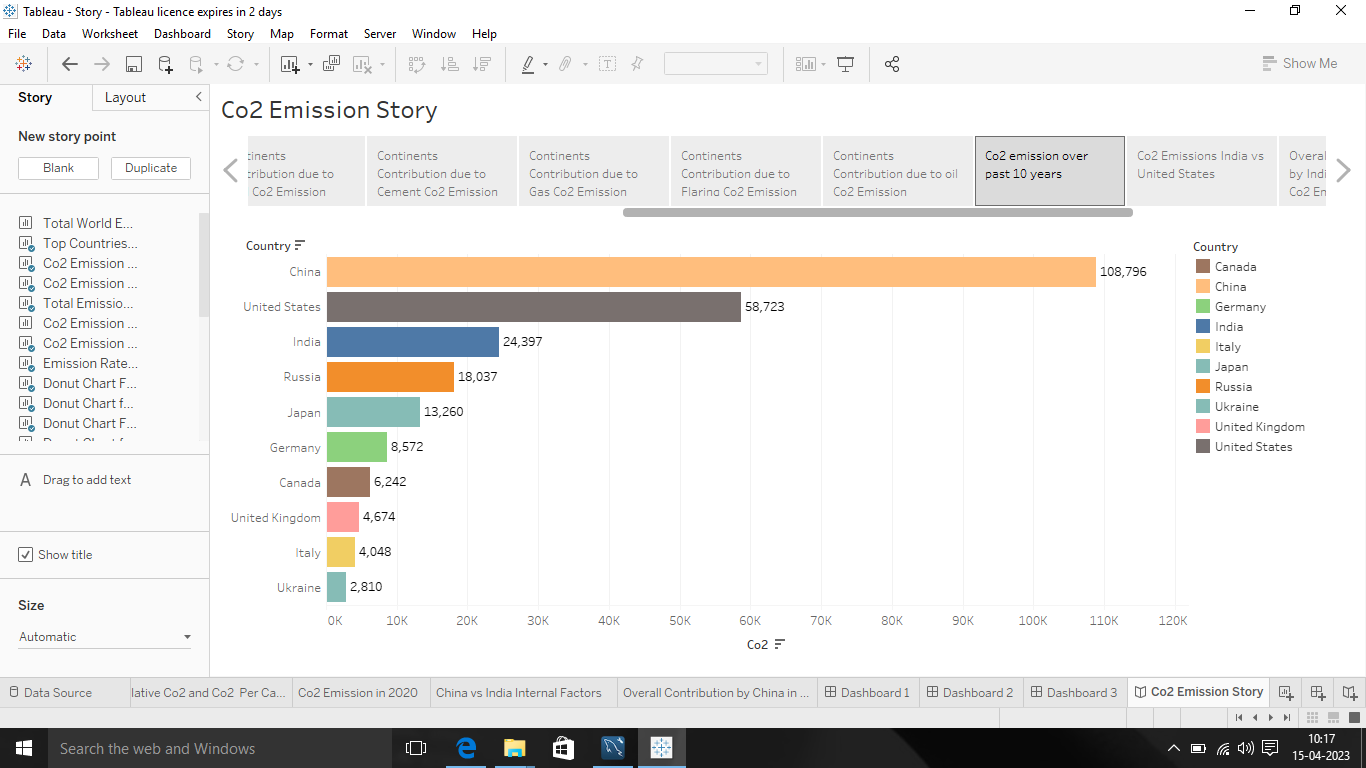 Tableau - Story - Tableau licence expires in 2 days
File Data Worksheet Dashboard Story Map Format Server Window Help
Show Me
Story Layout
New story point
Blank Duplicate
Total World E...
Top Countries...
Co2 Emission ...
Co2 Emission ...
Total Emissio...
Co2 Emission ...
Co2 Emission ...
Emission Rate...
Donut Chart F...
Donut Chart f...
Donut Chart F...
A Drag to add text
Show title
Size
Automatic
Co2 Emission Story
Co2 Emission
Continents
Contribution due to
Cement Co2 Emission
Continents
Contribution due to
Gas Co2 Emission
Continents
Contribution due to
Flaring Co2 Emission
Continents
Contribution due to oil
Co2 Emission
Co2 emission over
past 10 years
Co2 Emissions India vs
United States
Overal
by Indi
Co2 En
Country
China 108,796
United States 58,723
India 24,397
Russia 18,037
Japan 13,260
Germany 8,572
Canada 6,242
United Kingdom 4,674
Italy 4,048
Ukraine 2,810
0K 10K 20K 30K 40K 50K 60K 70K 80K 90K 100K 110K 120K
Co2
Country
Canada
China
Germany
India
Italy
Japan
Russia
Ukraine
United Kingdom
United States
Data Source lative Co2 and Co2 Per Ca... Co2 Emission in 2020 China vs India Internal Factors Overall Contribution by China in ... Dashboard 1 Dashboard 2 Dashboard 3 Co2 Emission Story
Search the web and Windows
10:17
15-04-2023